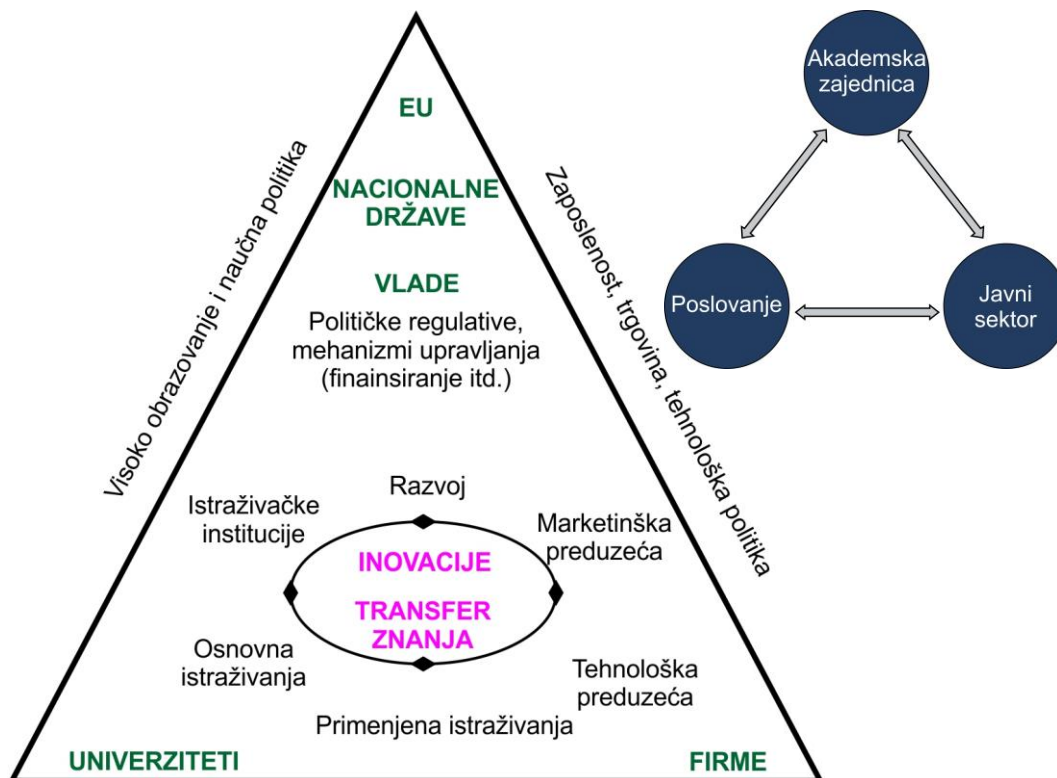 EU
NACIONALNE
DRŽAVE
VLADE
Političke regulative,
mehanizmi upravljanja
(finainsiranje itd.)
Visoko obrazovanje i naučna politika
Zaposlenost, trgovina, tehnološka politika
Razvoj
Istraživačke
institucije
Marketinška
preduzeća
INOVACIJE
TRANSFER
ZNANJA
Osnovna
istraživanja
Tehnološka
preduzeća
Primenjena istraživanja
UNIVERZITETI
FIRME
Akademska
zajednica
Poslovanje
Javni
sektor